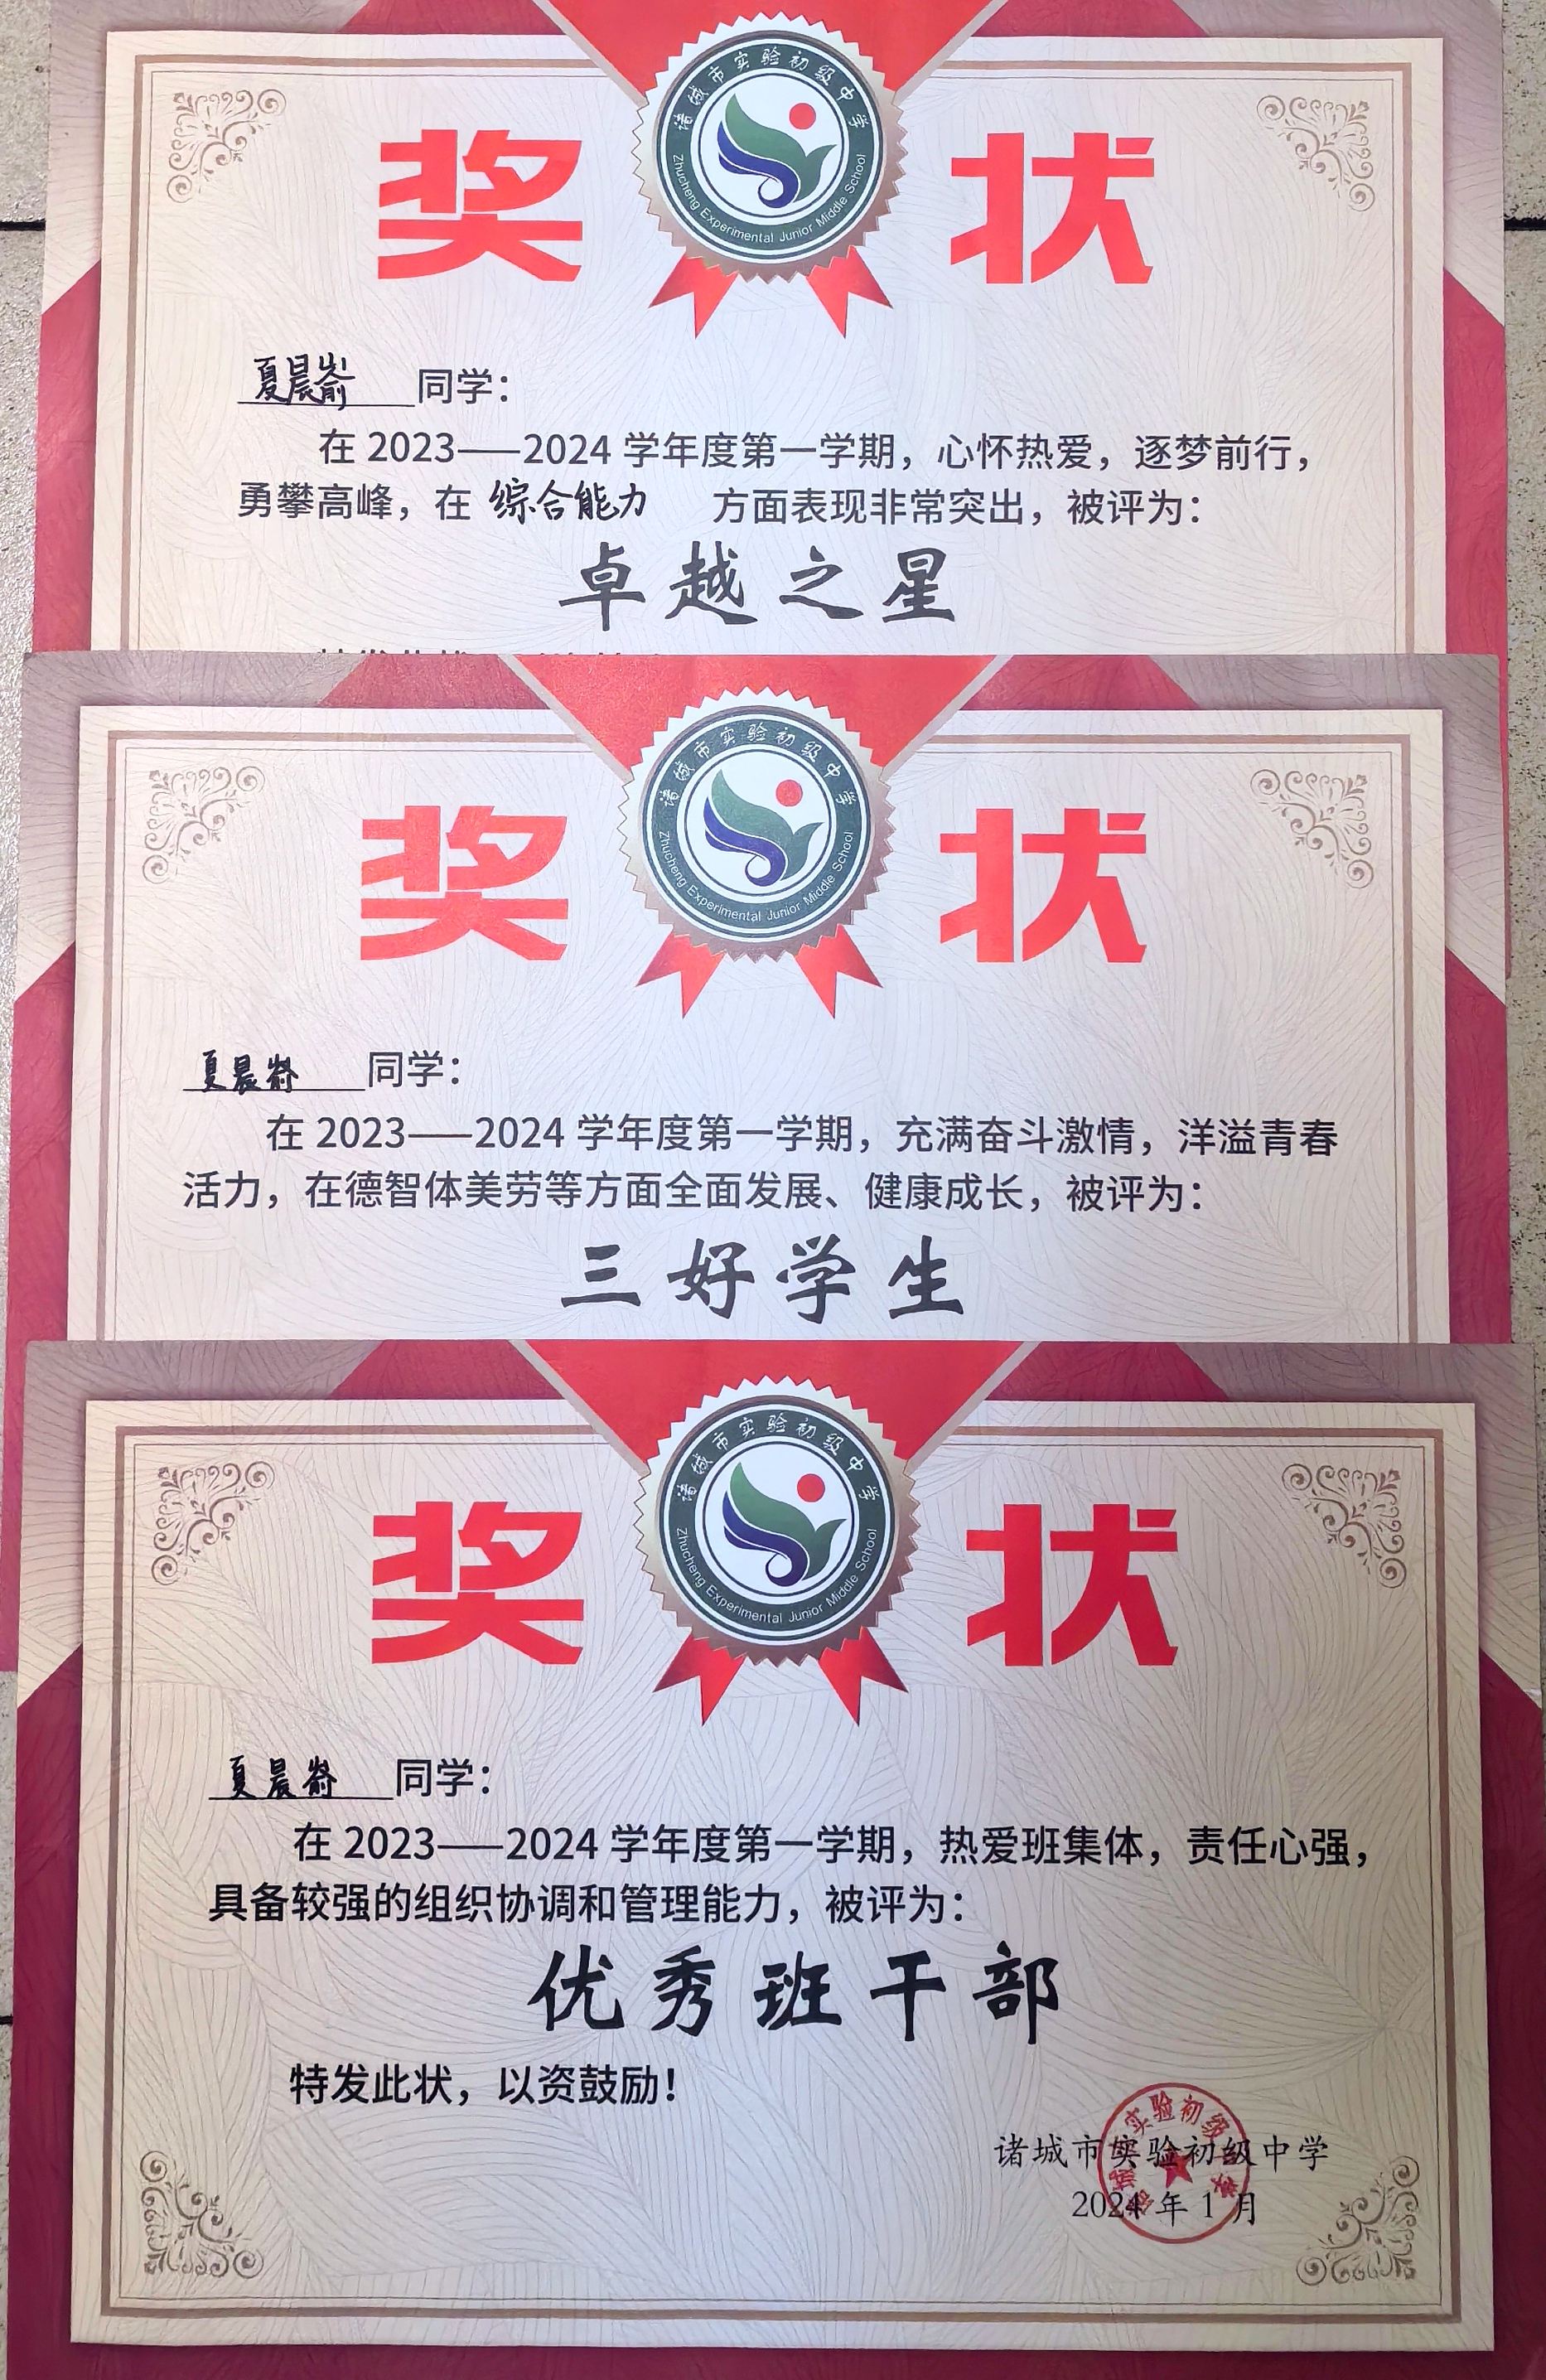 诸城市实验初级中学
Zhucheng Experimental Junior Middle School
奖状
夏晨嵛 同学：
在 2023——2024 学年度第一学期，心怀热爱，逐梦前行，
勇攀高峰，在 综合能力 方面表现非常突出，被评为：
卓越之星
诸城市实验初级中学
Zhucheng Experimental Junior Middle School
奖状
夏晨嵛 同学：
在 2023——2024 学年度第一学期，充满奋斗激情，洋溢青春
活力，在德智体美劳等方面全面发展、健康成长，被评为：
三好学生
诸城市实验初级中学
Zhucheng Experimental Junior Middle School
奖状
夏晨嵛 同学：
在 2023——2024 学年度第一学期，热爱班集体，责任心强，
具备较强的组织协调和管理能力，被评为：
优秀班干部
特发此状，以资鼓励！
诸城市实验初级中学
2024 年 1 月